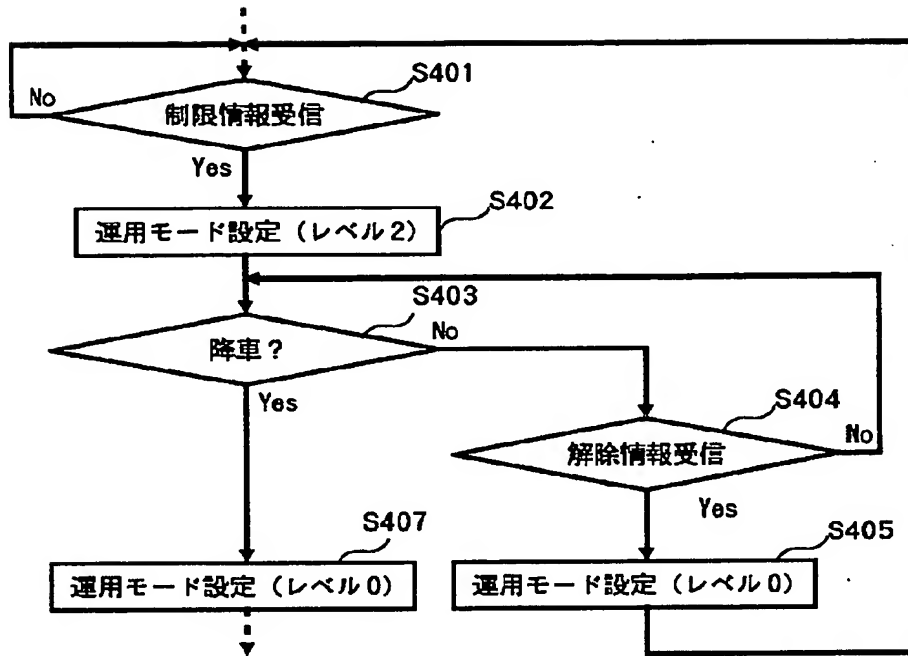 S401
No
制限情報受信
Yes
S402
運用モード設定（レベル2）
S403
降車？
No
Yes
S404
解除情報受信
No
Yes
S407
運用モード設定（レベル0）
S405
運用モード設定（レベル0）